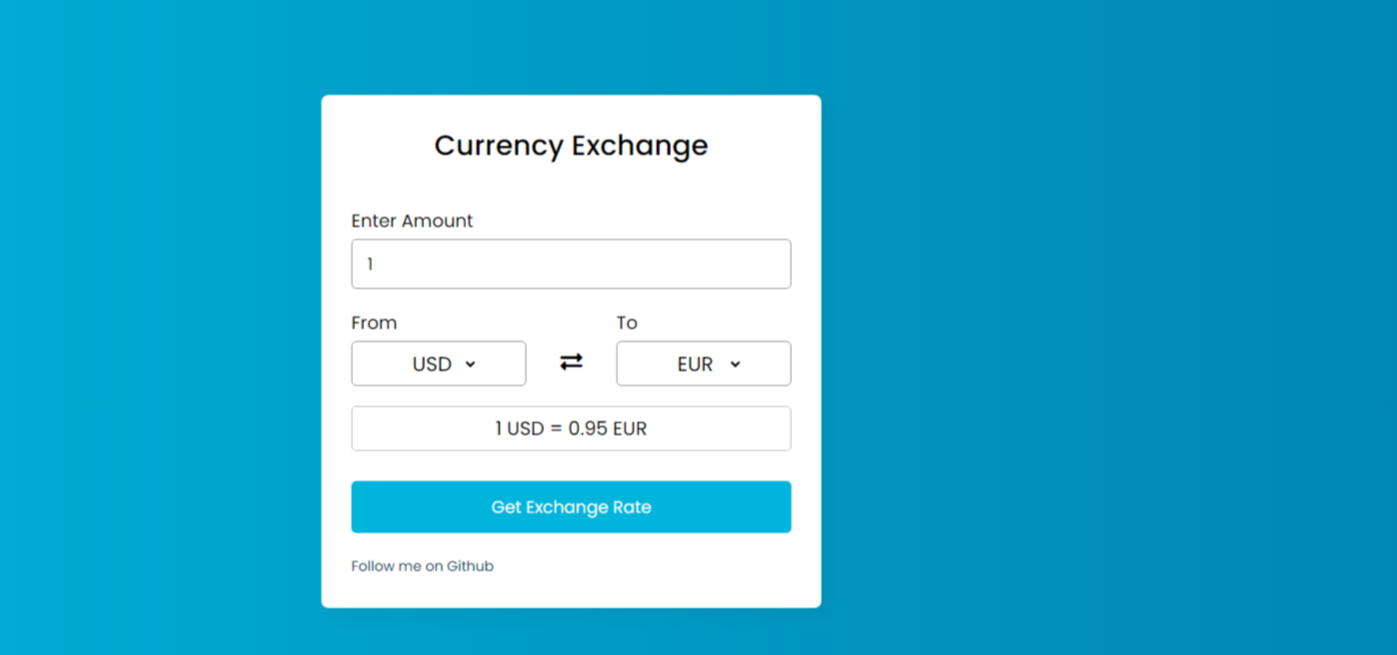 Currency Exchange
Enter Amount
1
From To
USD EUR
1 USD = 0.95 EUR
Get Exchange Rate
Follow me on Github